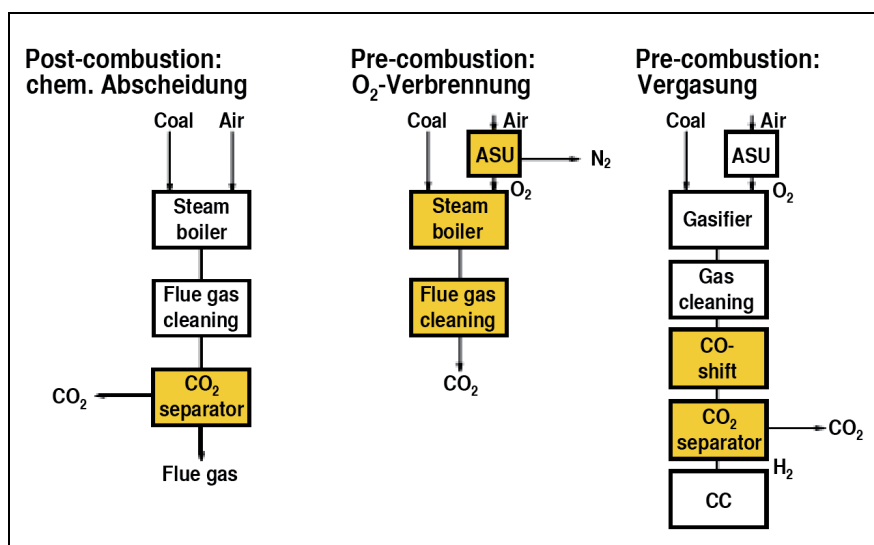 Post-combustion:
chem. Abscheidung
Coal Air
Steam
boiler
Flue gas
cleaning
CO₂
separator
CO₂
Flue gas
Pre-combustion:
O₂-Verbrennung
Coal Air
ASU
N₂
O₂
Steam
boiler
Flue gas
cleaning
CO₂
Pre-combustion:
Vergasung
Coal Air
ASU
O₂
Gasifier
Gas
cleaning
CO-
shift
CO₂
separator
CO₂
H₂
CC